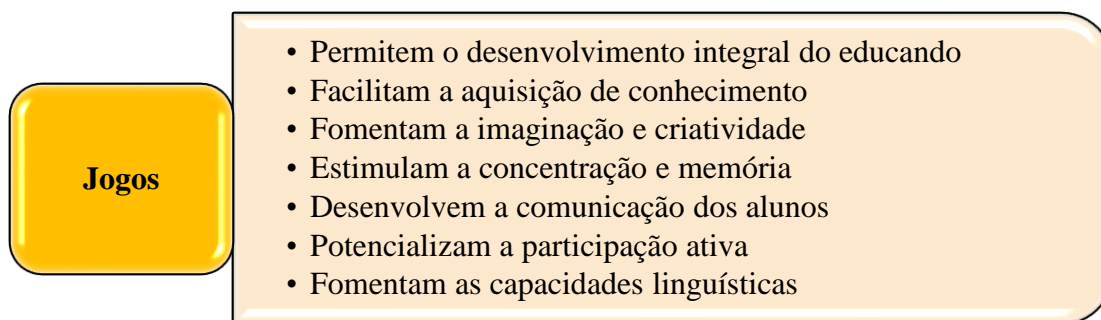 Jogos
• Permitem o desenvolvimento integral do educando
• Facilitam a aquisição de conhecimento
• Fomentam a imaginação e criatividade
• Estimulam a concentração e memória
• Desenvolvem a comunicação dos alunos
• Potencializam a participação ativa
• Fomentam as capacidades linguísticas